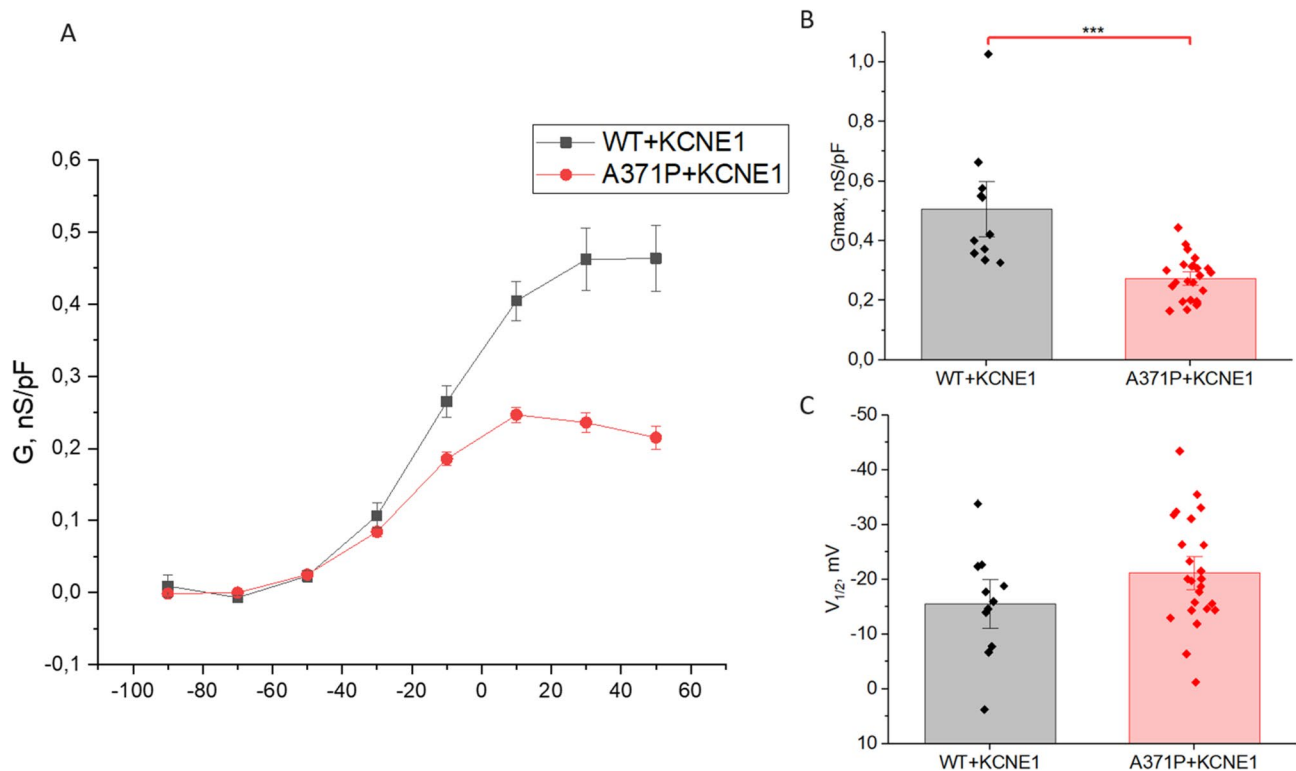 A
WT+KCNE1
A371P+KCNE1
0,6
0,5
0,4
0,3
0,2
0,1
0,0
-0,1
G, nS/pF
-100 -80 -60 -40 -20 0 20 40 60
B
***
1,0
0,8
0,6
0,4
0,2
0,0
Gmax, nS/pF
WT+KCNE1 A371P+KCNE1
C
-50
-40
-30
-20
-10
0
10
V1/2, mV
WT+KCNE1 A371P+KCNE1